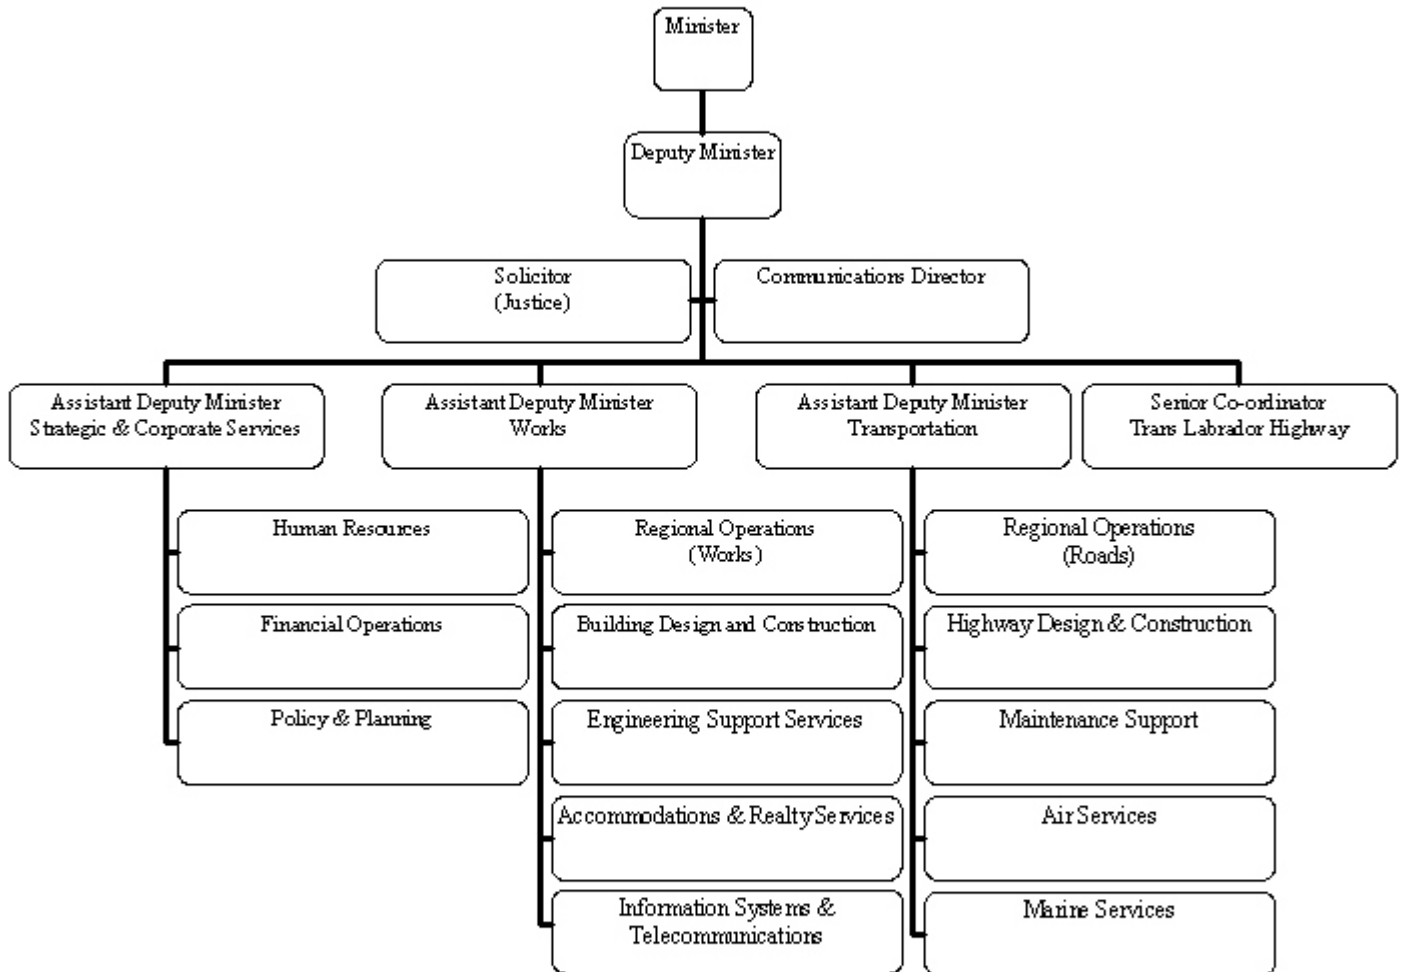 Minister
Deputy Minister
Solicitor
(Justice)
Communications Director
Assistant Deputy Minister
Strategic & Corporate Services
Assistant Deputy Minister
Works
Assistant Deputy Minister
Transportation
Senior Co-ordinator
Trans Labrador Highway
Human Resources
Financial Operations
Policy & Planning
Regional Operations
(Works)
Building Design and Construction
Engineering Support Services
Accommodations & Realty Services
Information Systems &
Telecommunications
Regional Operations
(Roads)
Highway Design & Construction
Maintenance Support
Air Services
Marine Services